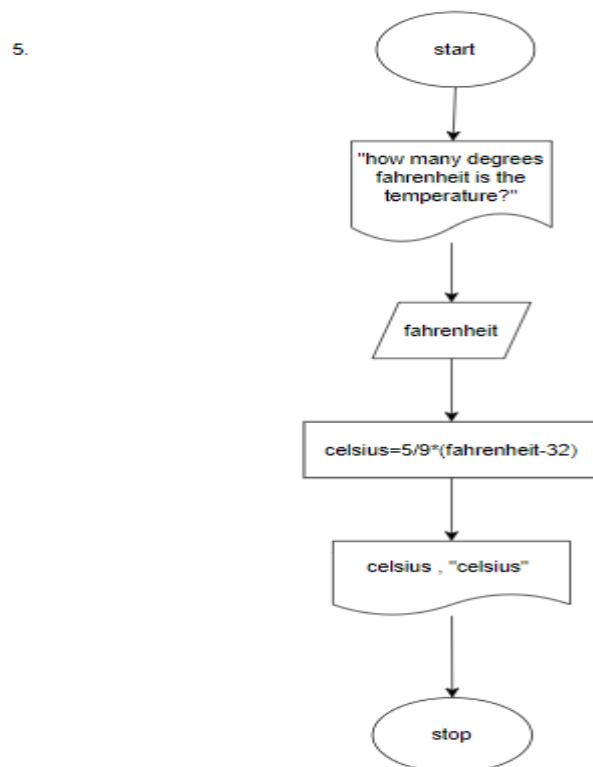 5.
start
"how many degrees
fahrenheit is the
temperature?"
fahrenheit
celsius=5/9*(fahrenheit-32)
celsius , "celsius"
stop